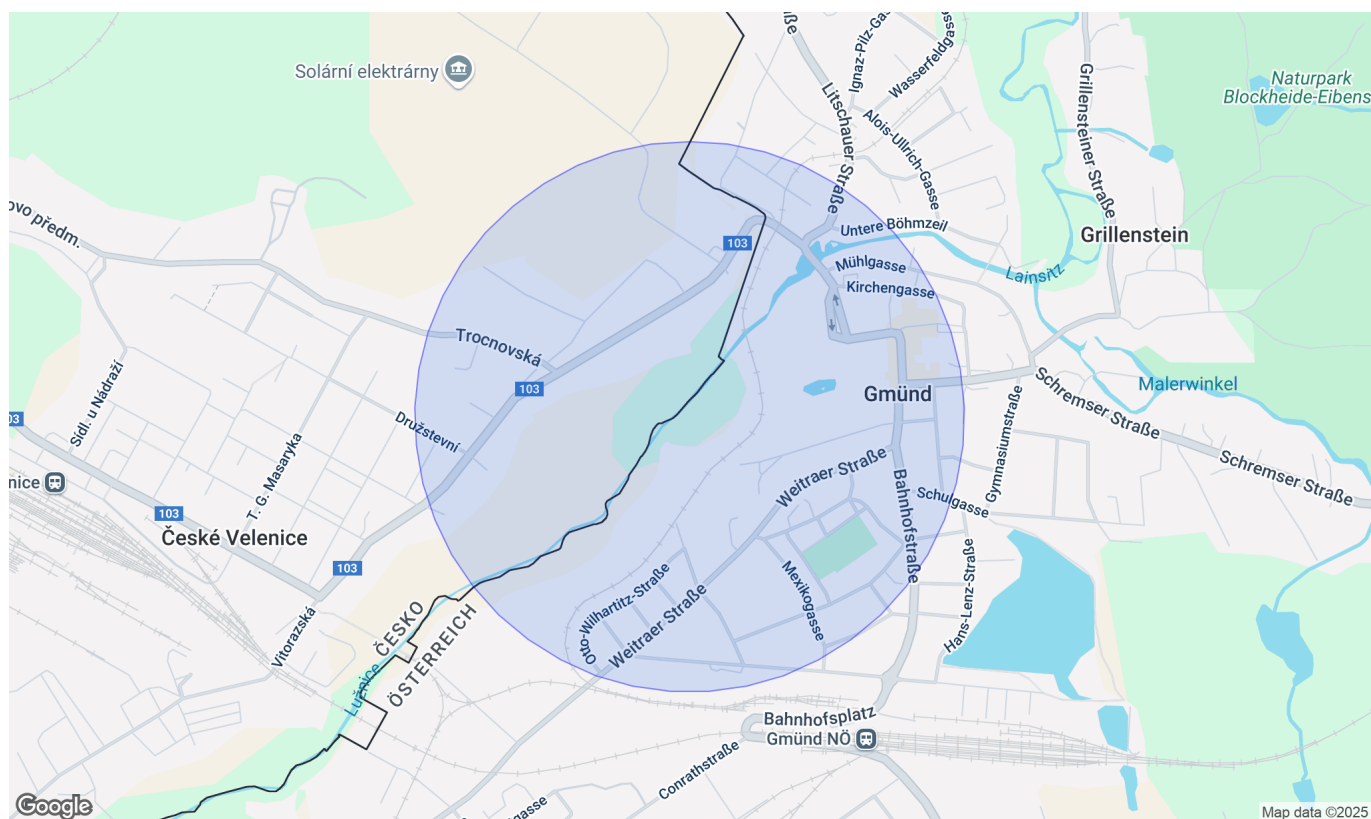 Solární elektrárny
Litschauer Straße
Ignaz-Pilz-Gas
Wasserfeldgasse
Alois-Ullrich-Gasse
Grillensteiner Straße
Naturpark
Blockheide-Eibens
ovo předm.
103
Untere Böhmzeil
Grillenstein
Mühlgasse
Lainsitz
Kirchengasse
Trocnovská
103
Sídl. u Nádraží
Gmünd
Malerwinkel
Schremser Straße
03
Družstevní
T. G. Masaryka
Gymnasiumstraße
Schremser Straße
nice
Weitraer Straße
Bahnhofstraße
Schulgasse
103
České Velenice
103
Hans-Lenz-Straße
Mexikogasse
Otto-Wilhartitz-Straße
Weitraer Straße
Vitorazská
ČESKO
ÖSTERREICH
Lužnice
Bahnhofsplatz
Gmünd NÖ
Conrathstraße
gasse
Google
Map data ©2025